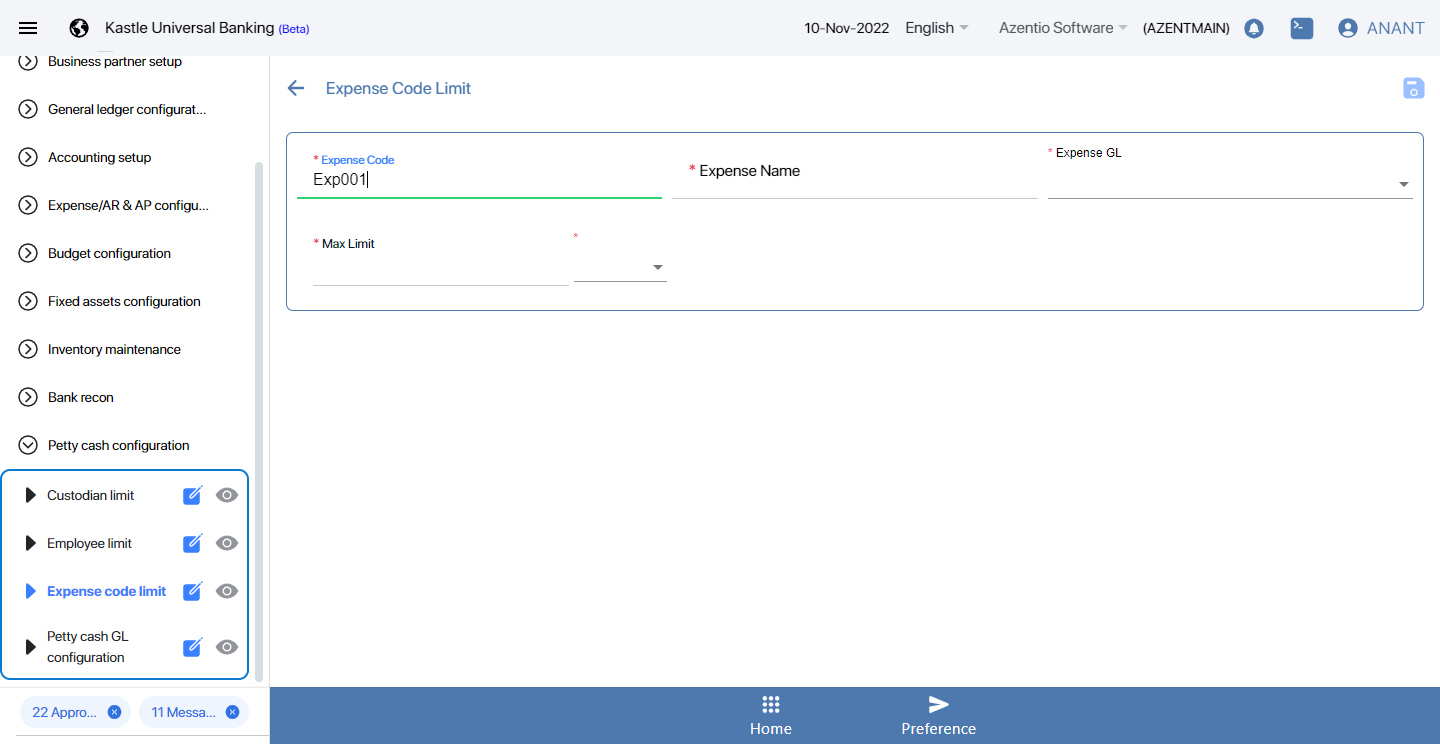 Kastle Universal Banking (Beta)
10-Nov-2022 English Azentio Software (AZENTMAIN) ANANT
Business partner setup
General ledger configurat...
Accounting setup
Expense/AR & AP configu...
Budget configuration
Fixed assets configuration
Inventory maintenance
Bank recon
Petty cash configuration
Custodian limit
Employee limit
Expense code limit
Petty cash GL
configuration
22 Appro...
11 Messa...
Expense Code Limit
* Expense Code
Exp001
* Expense Name
* Expense GL
* Max Limit
*
Home
Preference